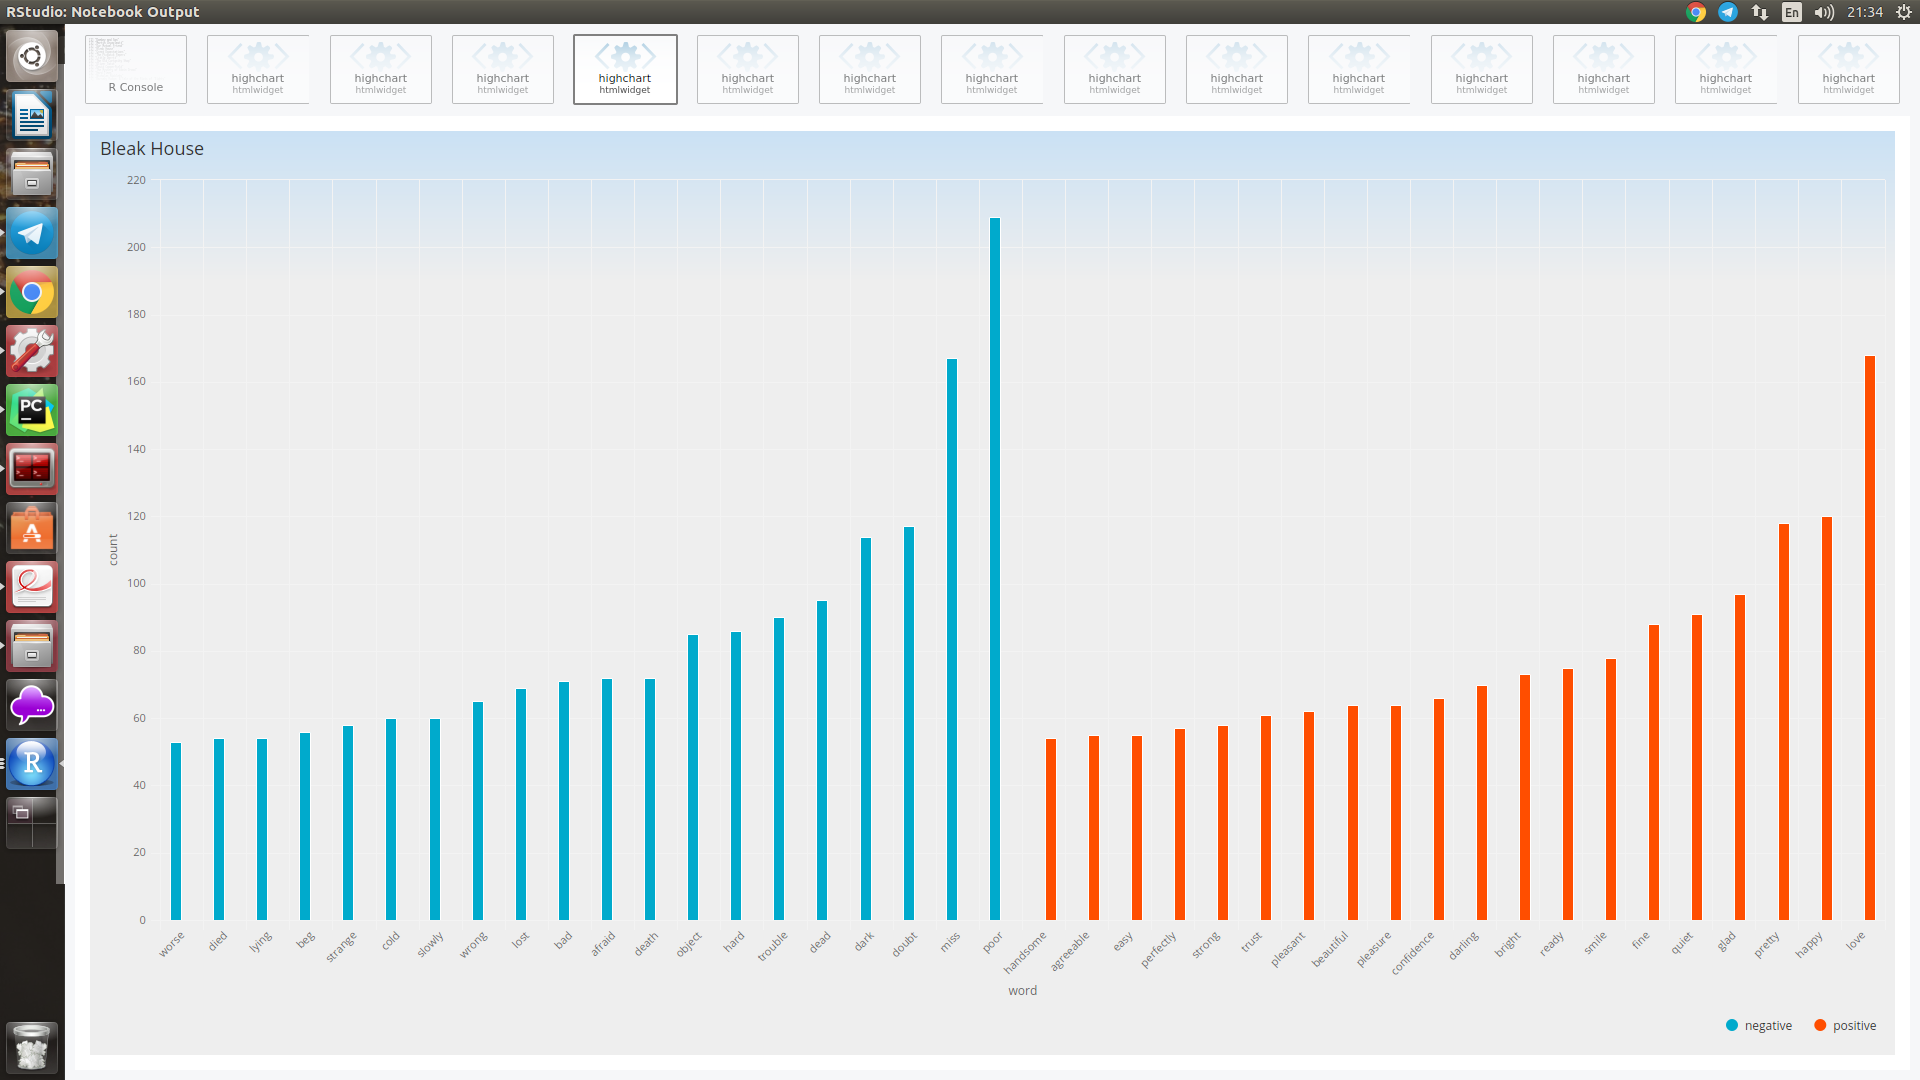 RStudio: Notebook Output
En
21:34
R Console
highchart
htmlwidget
highchart
htmlwidget
highchart
htmlwidget
highchart
htmlwidget
highchart
htmlwidget
highchart
htmlwidget
highchart
htmlwidget
highchart
htmlwidget
highchart
htmlwidget
highchart
htmlwidget
highchart
htmlwidget
highchart
htmlwidget
highchart
htmlwidget
highchart
htmlwidget
Bleak House
220
200
180
160
140
120
100
80
60
40
20
0
count
worse
died
lying
beg
strange
cold
slowly
wrong
lost
bad
afraid
death
object
hard
trouble
dead
dark
doubt
miss
poor
handsome
agreeable
easy
perfectly
strong
trust
pleasant
beautiful
pleasure
confidence
darling
bright
ready
smile
fine
quiet
glad
pretty
happy
love
word
negative
positive
PC
A
R